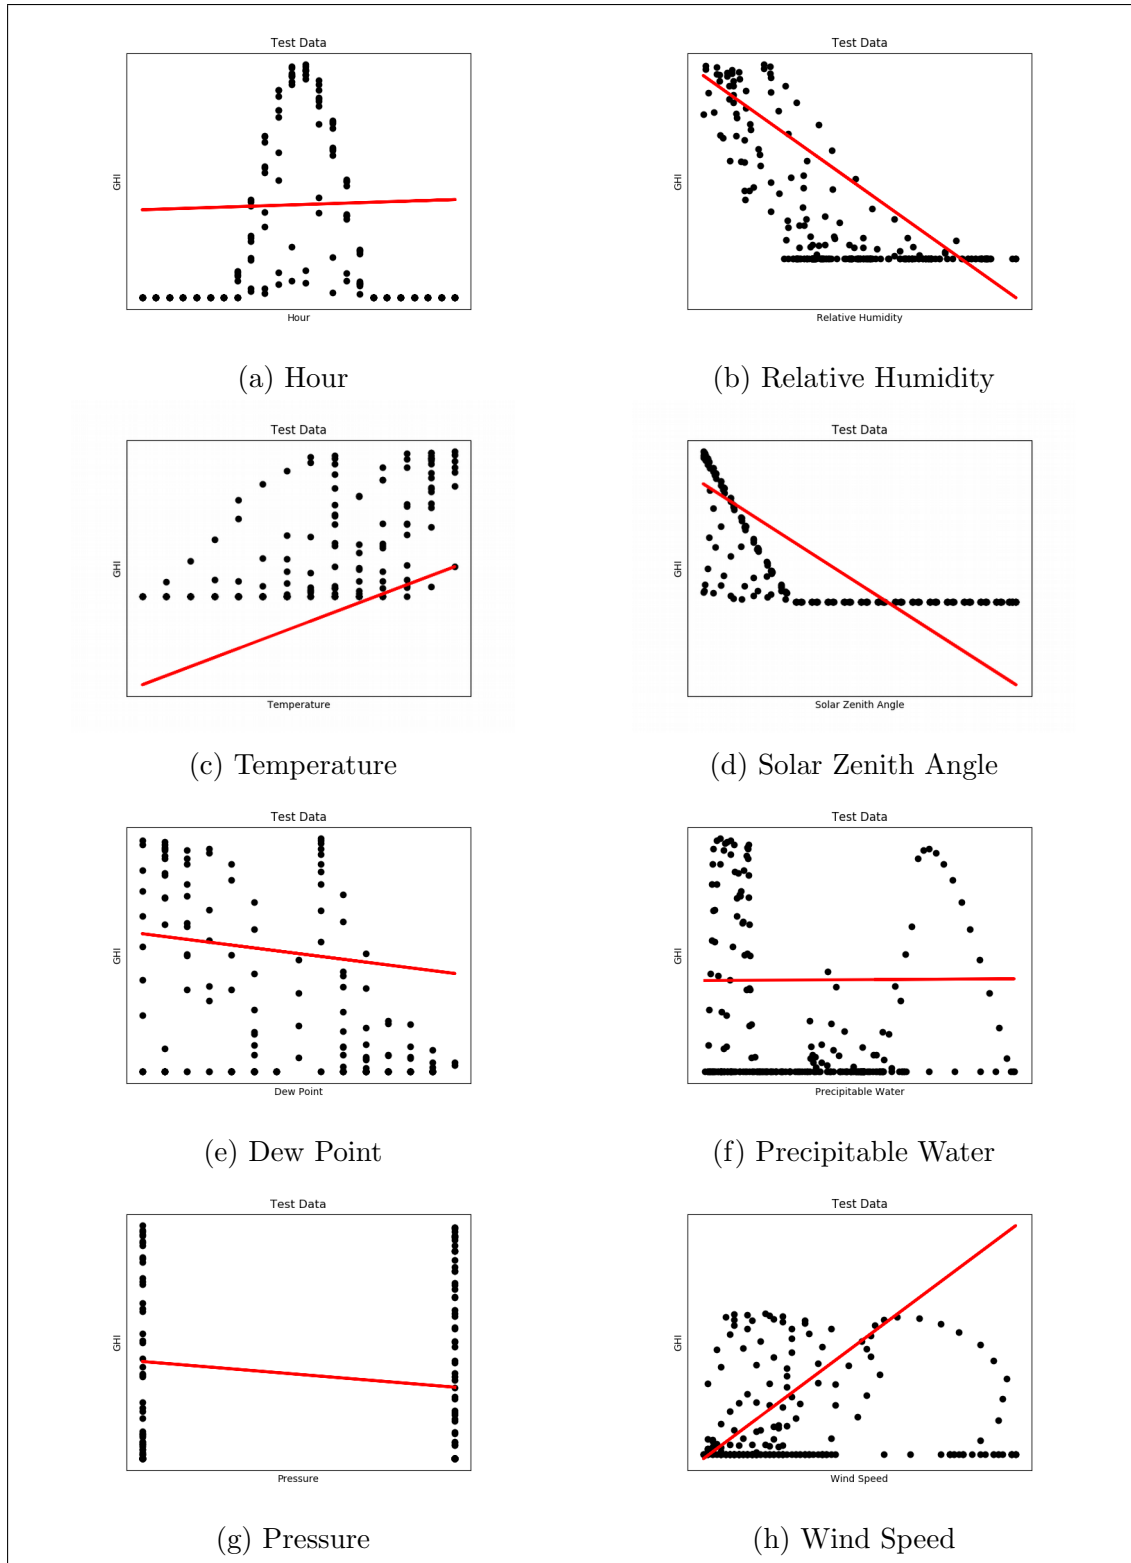 Test Data
GHI
Hour
(a) Hour
Test Data
GHI
Relative Humidity
(b) Relative Humidity
Test Data
GHI
Temperature
(c) Temperature
Test Data
GHI
Solar Zenith Angle
(d) Solar Zenith Angle
Test Data
GHI
Dew Point
(e) Dew Point
Test Data
GHI
Precipitable Water
(f) Precipitable Water
Test Data
GHI
Pressure
(g) Pressure
Test Data
GHI
Wind Speed
(h) Wind Speed